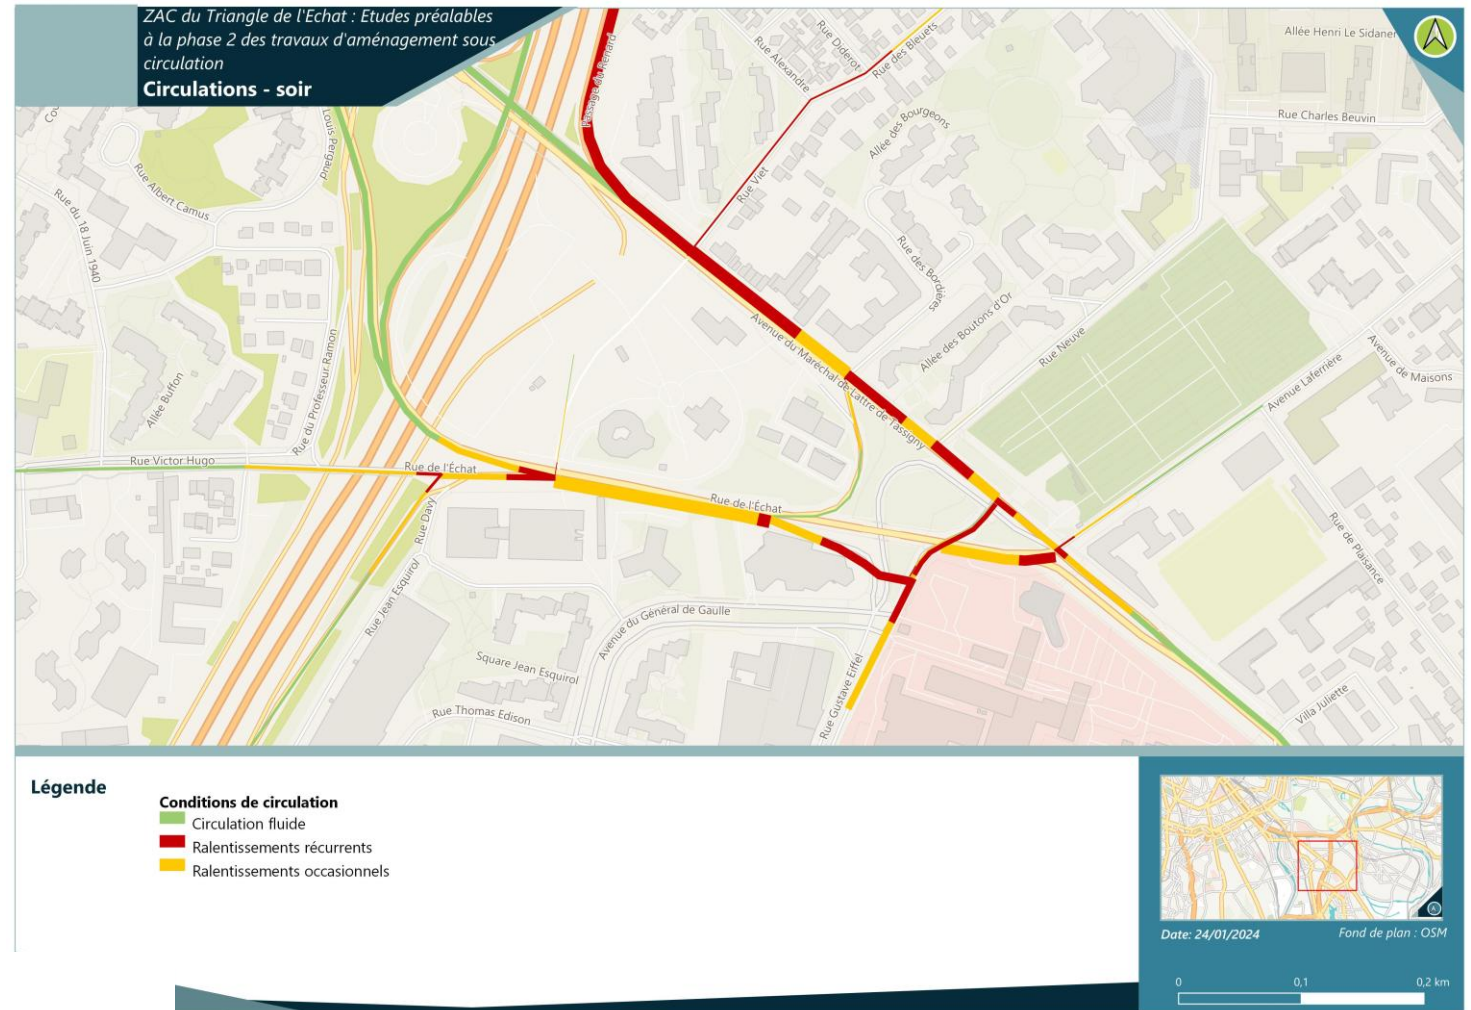 ZAC du Triangle de l'Echat : Etudes préalables
à la phase 2 des travaux d'aménagement sous
circulation
Circulations - soir
Allée Henri Le Sidaner
Rue Charles Beuvin
Passage du Renard
Rue Alexandre
Rue Diderot
Rue des Bleuets
Allée des Bourgeons
Rue Viet
Rue des Bordières
Allée des Boutons d'Or
Rue Neuve
Avenue de Maisons
Avenue Laferrière
Rue de Plaisance
Villa Juliette
Avenue du Maréchal de Lattre de Tassigny
Louis Pergaud
Rue Albert Camus
Rue du 18 Juin 1940
Allée Buffon
Rue du Professeur Ramon
Rue Victor Hugo
Rue de l'Échat
Rue de l'Échat
Rue Davy
Rue Jean Esquirol
Avenue du Général de Gaulle
Square Jean Esquirol
Rue Thomas Edison
Rue Gustave Eiffel
Légende
Conditions de circulation
Circulation fluide
Ralentissements récurrents
Ralentissements occasionnels
Date: 24/01/2024
Fond de plan : OSM
0 0,1 0,2 km